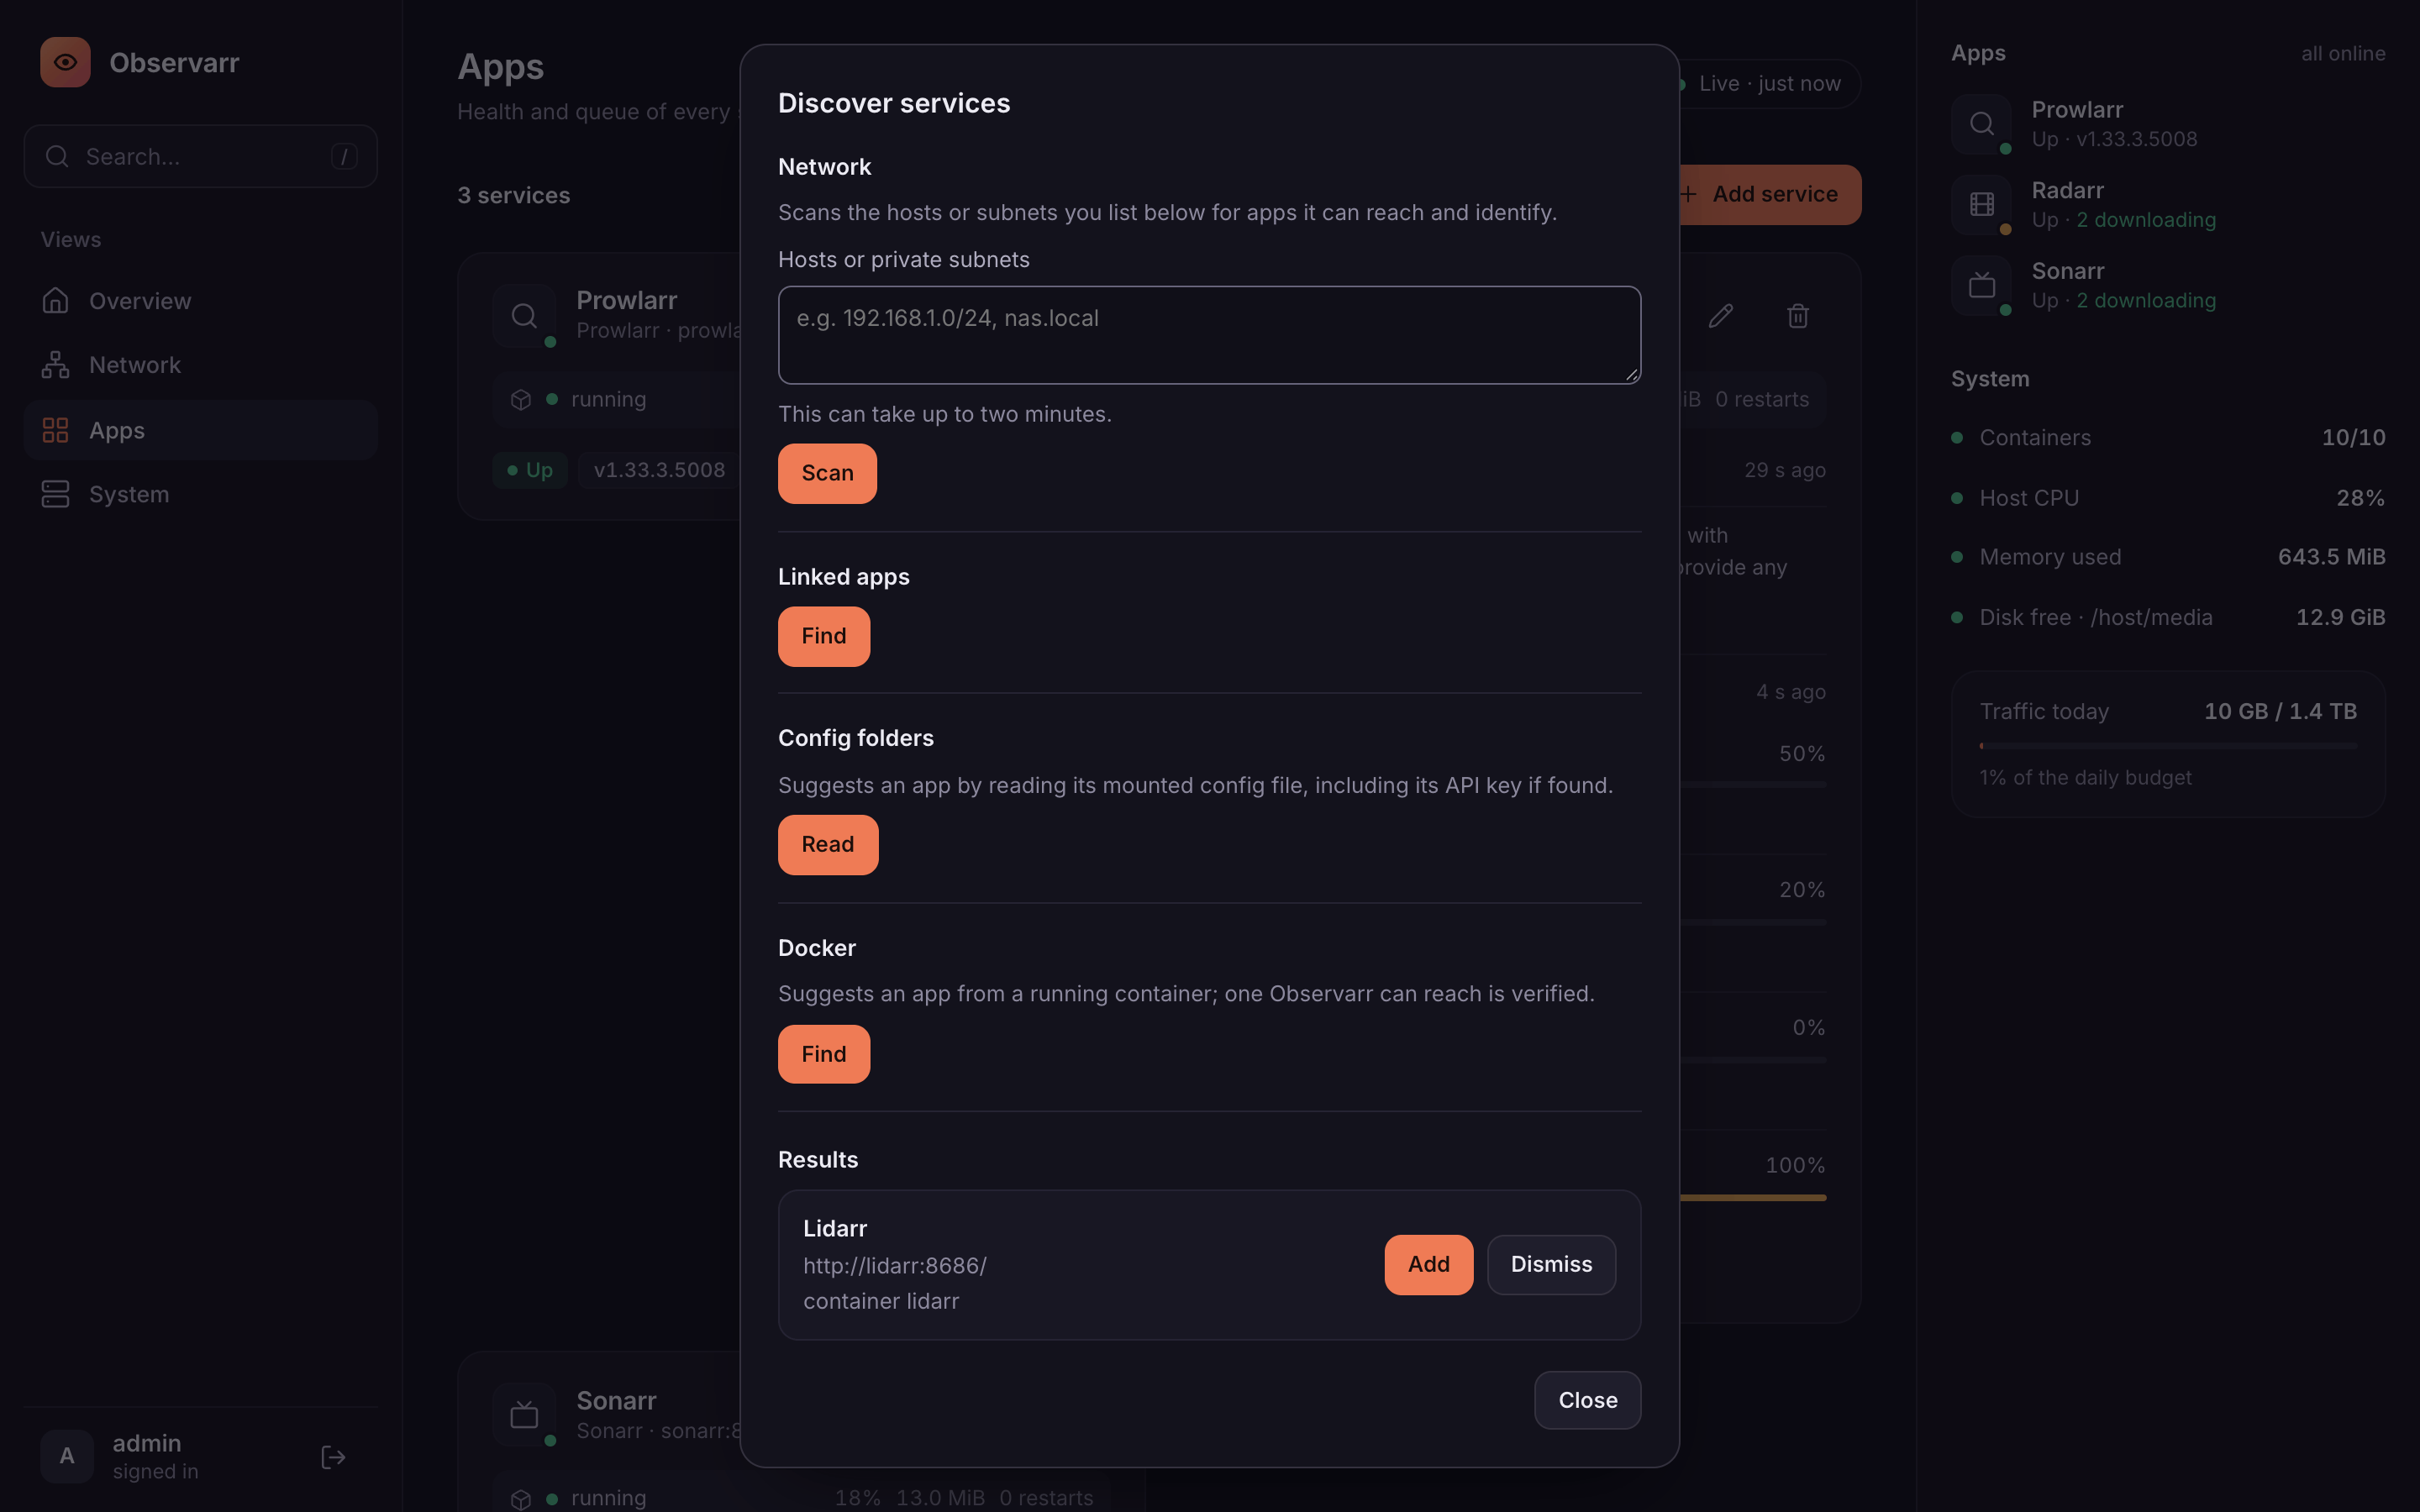 Observarr
Search...
/
Views
Overview
Network
Apps
System
A
admin
signed in
Apps
Health and queue of every
Live · just now
3 services
Add service
Prowlarr
Prowlarr ·
running
Up
v1.33.3.5008
0 restarts
29 s ago
with
provide any
4 s ago
50%
20%
0%
100%
Sonarr
Sonarr ·
running
18%
13.0 MiB
0 restarts
Discover services
Network
Scans the hosts or subnets you list below for apps it can reach and identify.
Hosts or private subnets
e.g. 192.168.1.0/24, nas.local
This can take up to two minutes.
Scan
Linked apps
Find
Config folders
Suggests an app by reading its mounted config file, including its API key if found.
Read
Docker
Suggests an app from a running container; one Observarr can reach is verified.
Find
Results
Lidarr
http://lidarr:8686/
container lidarr
Add
Dismiss
Close
Apps
all online
Prowlarr
Up · v1.33.3.5008
Radarr
Up · 2 downloading
Sonarr
Up · 2 downloading
System
Containers 10/10
Host CPU 28%
Memory used 643.5 MiB
Disk free · /host/media 12.9 GiB
Traffic today 10 GB / 1.4 TB
1% of the daily budget